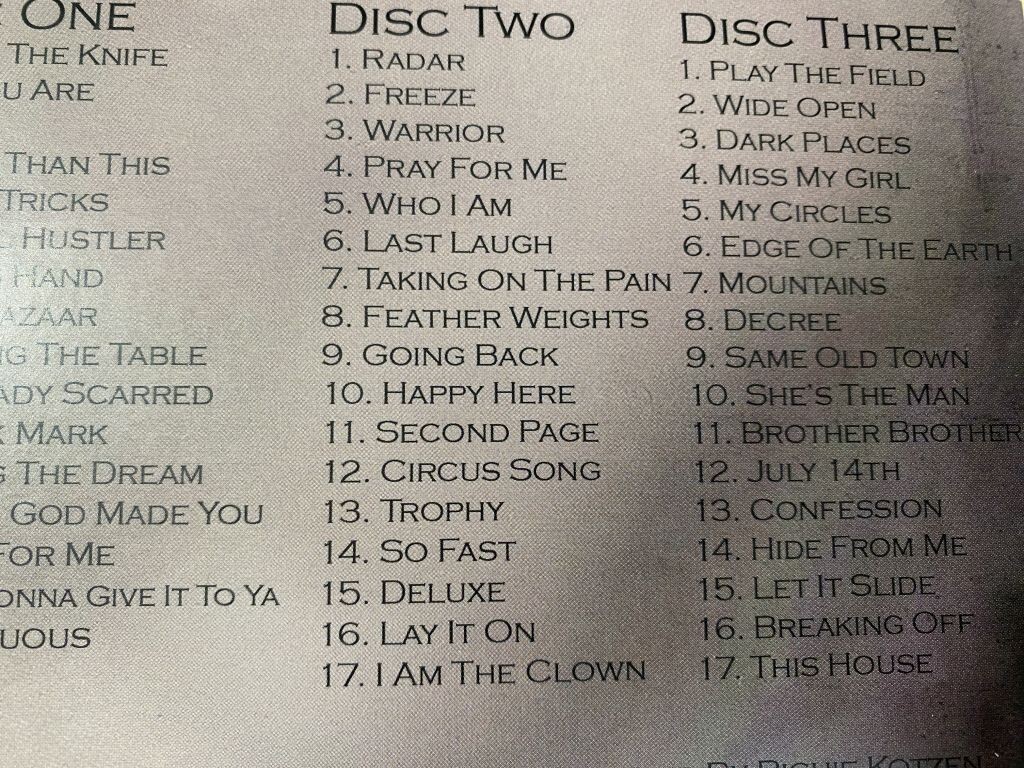 ONE
THE KNIFE
U ARE
THAN THIS
TRICKS
HUSTLER
HAND
AZAAR
NG THE TABLE
ADY SCARRED
MARK
G THE DREAM
GOD MADE YOU
FOR ME
ONNA GIVE IT TO YA
UOUS
DISC TWO
1. RADAR
2. FREEZE
3. WARRIOR
4. PRAY FOR ME
5. WHO I AM
6. LAST LAUGH
7. TAKING ON THE PAIN
8. FEATHER WEIGHTS
9. GOING BACK
10. HAPPY HERE
11. SECOND PAGE
12. CIRCUS SONG
13. TROPHY
14. SO FAST
15. DELUXE
16. LAY IT ON
17. I AM THE CLOWN
DISC THREE
1. PLAY THE FIELD
2. WIDE OPEN
3. DARK PLACES
4. MISS MY GIRL
5. MY CIRCLES
6. EDGE OF THE EARTH
7. MOUNTAINS
8. DECREE
9. SAME OLD TOWN
10. SHE'S THE MAN
11. BROTHER BROTHER
12. JULY 14TH
13. CONFESSION
14. HIDE FROM ME
15. LET IT SLIDE
16. BREAKING OFF
17. THIS HOUSE
BY RICHIE KOTZEN